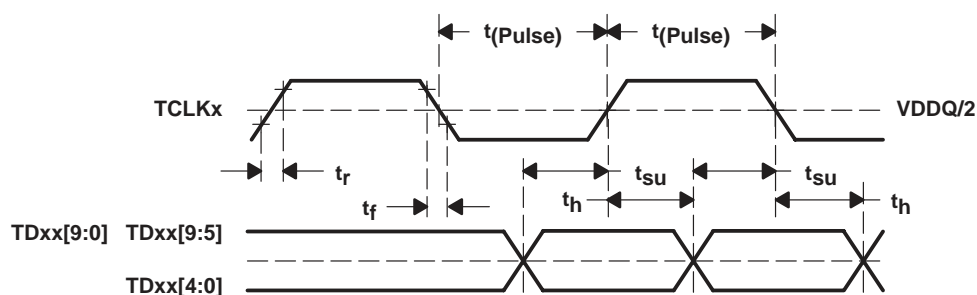 t(Pulse) t(Pulse)
TCLKx VDDQ/2
tr tsu tsu
tf th th
TDxx[9:0] TDxx[9:5]
TDxx[4:0]